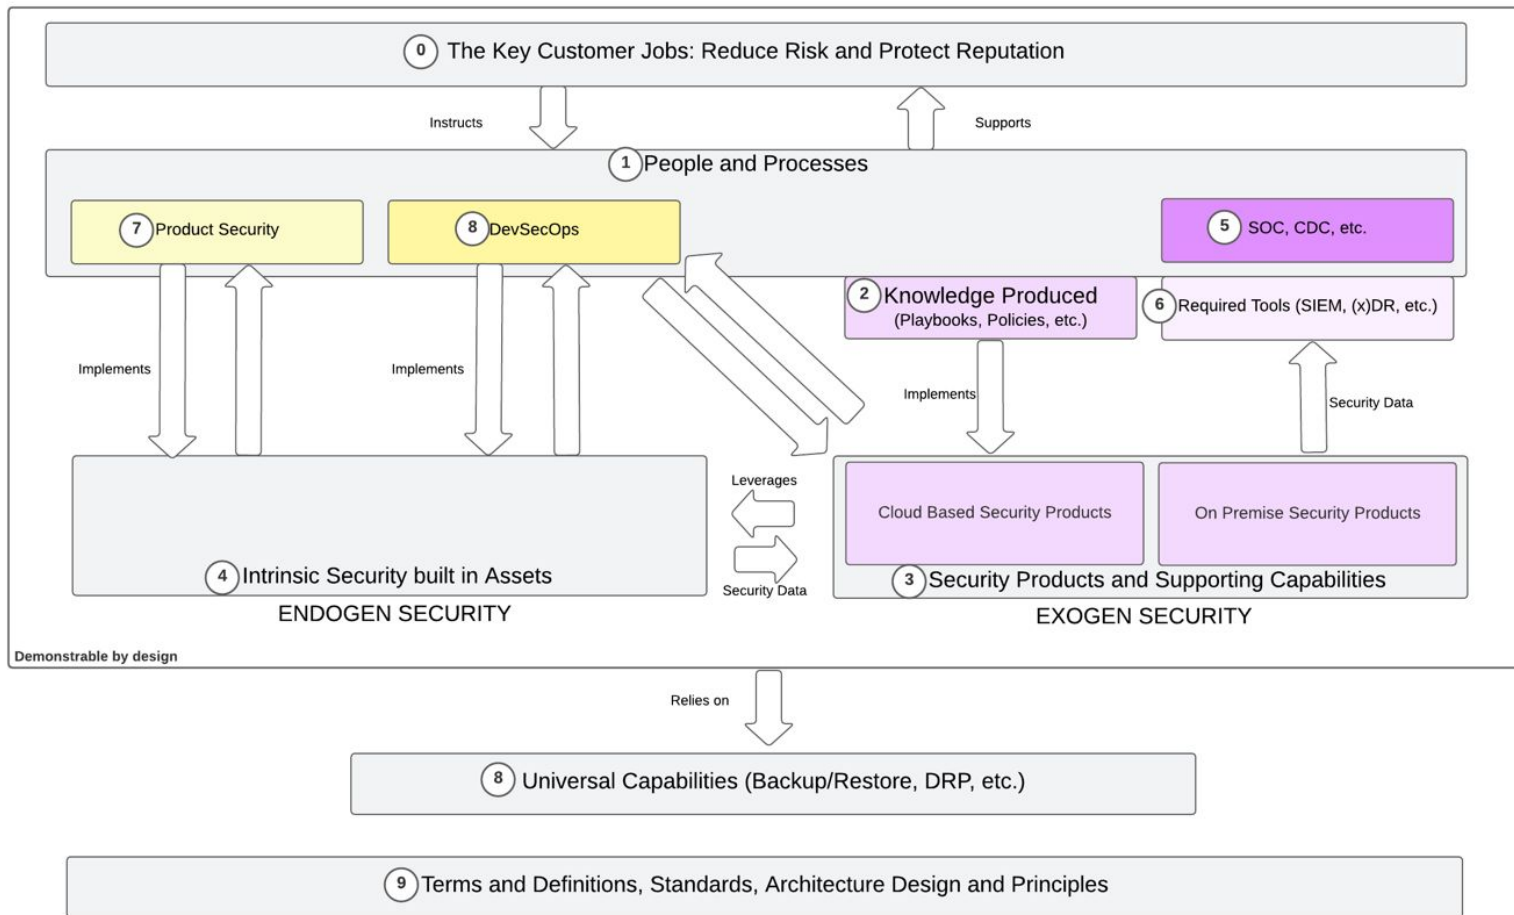 0 The Key Customer Jobs: Reduce Risk and Protect Reputation
Instructs
Supports
1 People and Processes
7 Product Security
8 DevSecOps
5 SOC, CDC, etc.
2 Knowledge Produced
(Playbooks, Policies, etc.)
6 Required Tools (SIEM, (x)DR, etc.)
Implements
Implements
Implements
Security Data
Leverages
Cloud Based Security Products
On Premise Security Products
4 Intrinsic Security built in Assets
Security Data
3 Security Products and Supporting Capabilities
ENDOGEN SECURITY
EXOGEN SECURITY
Demonstrable by design
Relies on
8 Universal Capabilities (Backup/Restore, DRP, etc.)
9 Terms and Definitions, Standards, Architecture Design and Principles